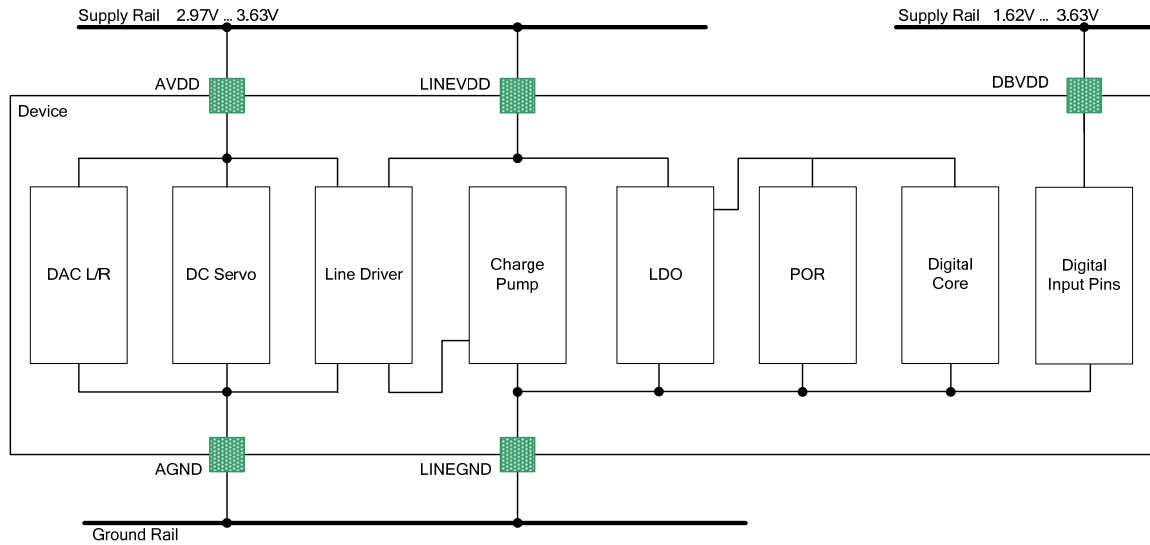 Supply Rail   2.97V ... 3.63V
Supply Rail   1.62V ... 3.63V
AVDD
LINEVDD
DBVDD
Device
DAC L/R
DC Servo
Line Driver
Charge
Pump
LDO
POR
Digital
Core
Digital
Input Pins
AGND
LINEGND
Ground Rail